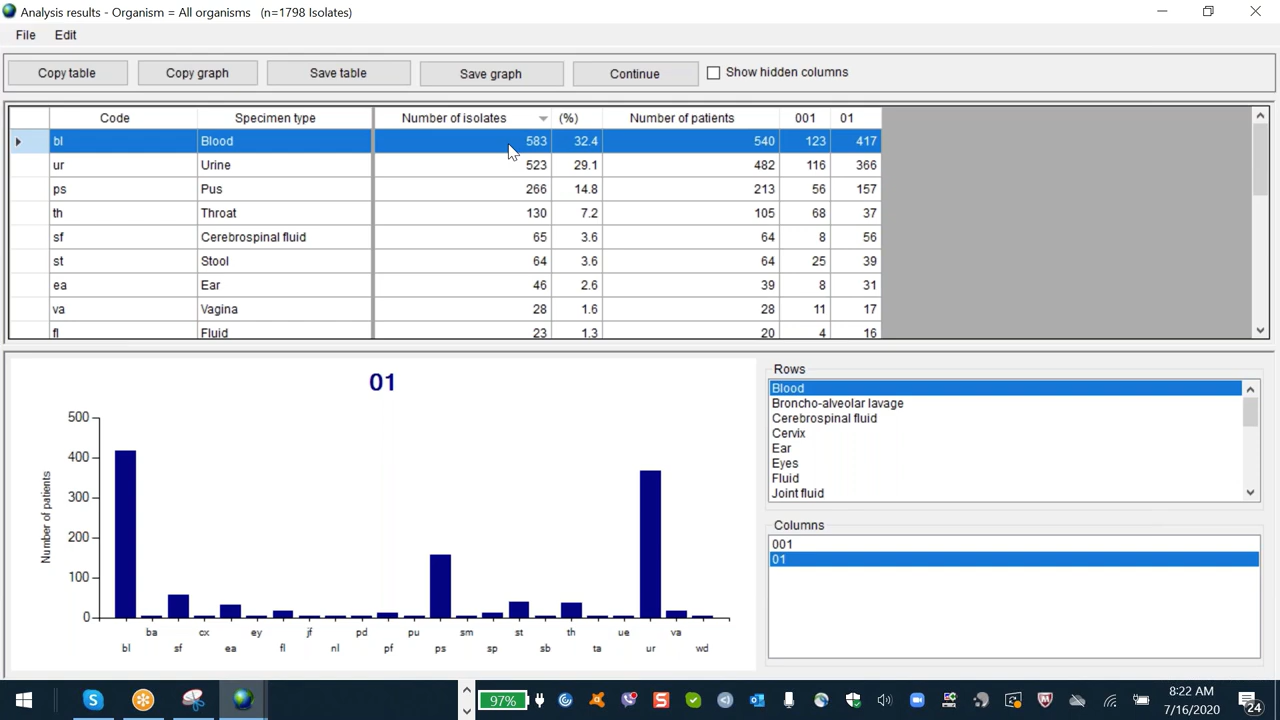 Analysis results - Organism = All organisms (n=1798 Isolates)
File Edit
Copy table Copy graph Save table Save graph Continue Show hidden columns
Code Specimen type Number of isolates (%) Number of patients 001 01
bl Blood 583 32.4 540 123 417
ur Urine 523 29.1 482 116 366
ps Pus 266 14.8 213 56 157
th Throat 130 7.2 105 68 37
sf Cerebrospinal fluid 65 3.6 64 8 56
st Stool 64 3.6 64 25 39
ea Ear 46 2.6 39 8 31
va Vagina 28 1.6 28 11 17
fl Fluid 23 1.3 20 4 16
01
500
400
300
200
100
0
Number of patients
ba cx ey jf pd pu sm st th ue va
bl sf ea fl nl pf ps sp sb ta ur wd
Rows
Blood
Broncho-alveolar lavage
Cerebrospinal fluid
Cervix
Ear
Eyes
Fluid
Joint fluid
Columns
001
01
97%
8:22 AM
7/16/2020
24